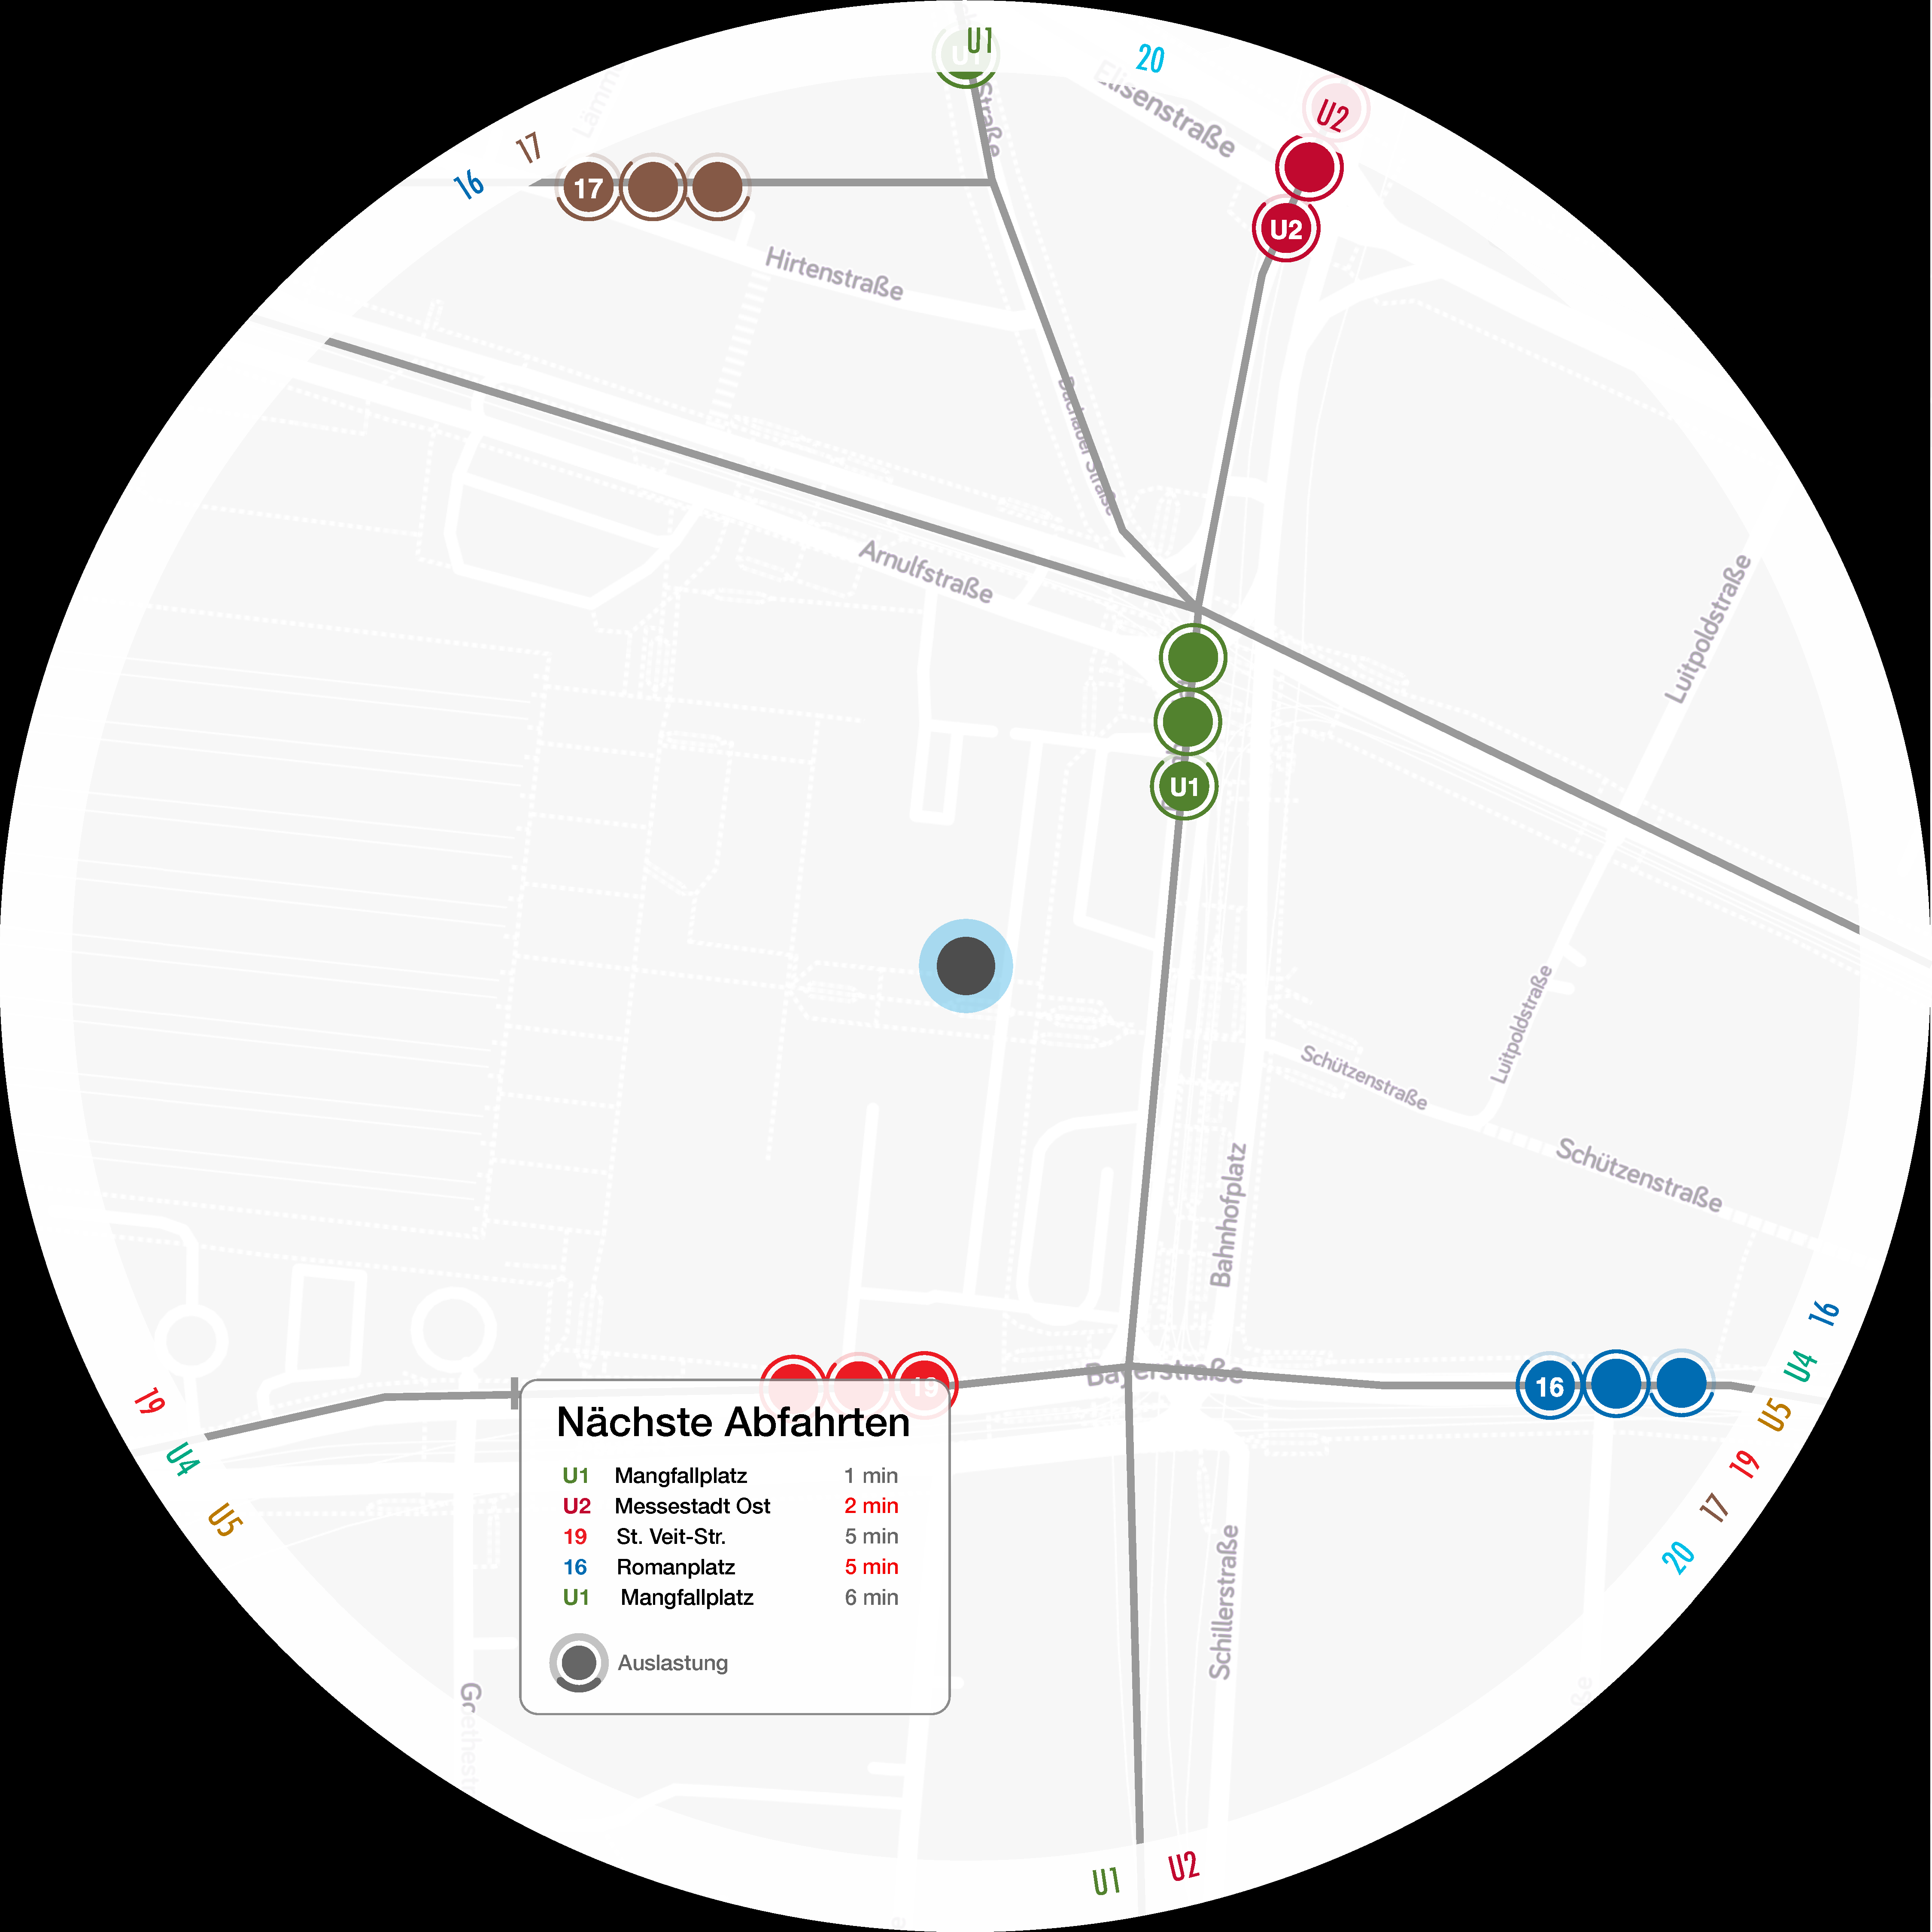 U1
U1
20
Elisenstraße
U2
Straße
17
16
17
U2
Hirtenstraße
Dachauer Straße
Arnulfstraße
Luitpoldstraße
U1
Luitpoldstraße
Schützenstraße
Schützenstraße
Bahnhofplatz
16
U4
U5
19
17
20
Bayerstraße
16
19
19
U4
U5
Nächste Abfahrten
U1 Mangfallplatz 1 min
U2 Messestadt Ost 2 min
19 St. Veit-Str. 5 min
16 Romanplatz 5 min
U1 Mangfallplatz 6 min
Auslastung
Schillerstraße
U1
U2